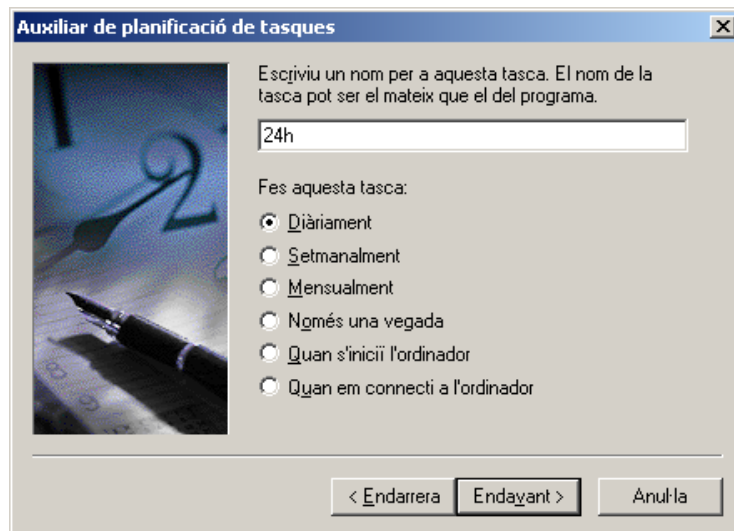 Auxiliar de planificació de tasques
Escriviu un nom per a aquesta tasca. El nom de la
tasca pot ser el mateix que el del programa.
24h
Fes aquesta tasca:
Diàriament
Setmanalment
Mensualment
Només una vegada
Quan s'iniciï l'ordinador
Quan em connecti a l'ordinador
< Endarrera
Endavant >
Anul·la